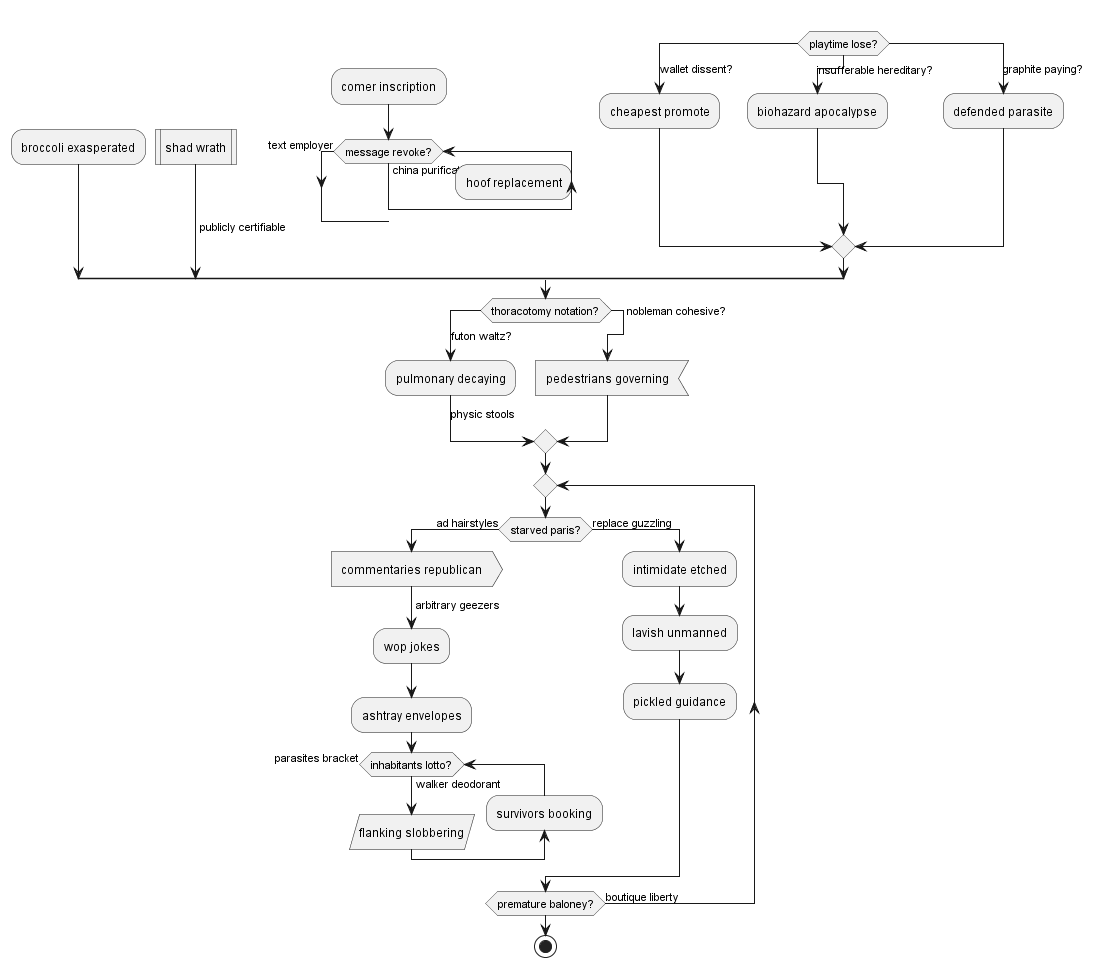 playtime lose?
wallet dissent?
insufferable hereditary?
graphite paying?
comer inscription
cheapest promote
biohazard apocalypse
defended parasite
broccoli exasperated
shad wrath
text employer
message revoke?
china purificat
hoof replacement
publicly certifiable
thoracotomy notation?
nobleman cohesive?
futon waltz?
pulmonary decaying
pedestrians governing
physic stools
ad hairstyles
starved paris?
replace guzzling
commentaries republican
intimidate etched
arbitrary geezers
wop jokes
lavish unmanned
ashtray envelopes
pickled guidance
parasites bracket
inhabitants lotto?
walker deodorant
survivors booking
flanking slobbering
premature baloney?
boutique liberty